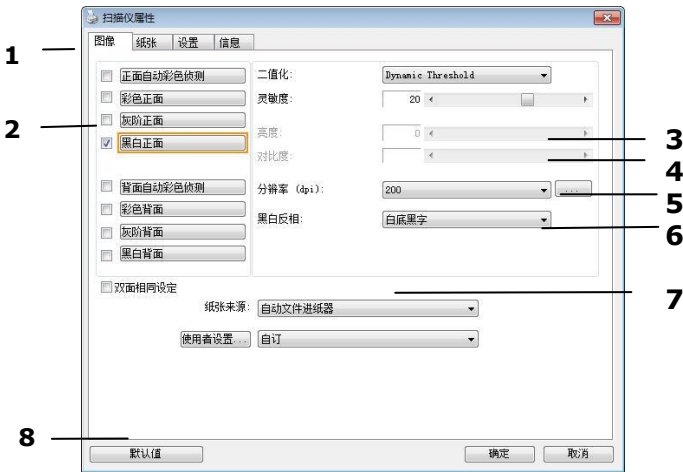 扫描仪属性
图像 纸张 设置 信息
1
正面自动彩色侦测 二值化: Dynamic Threshold
彩色正面 灵敏度: 20
2 灰阶正面
黑白正面 亮度: 0 3
对比度: 4
背面自动彩色侦测 分辨率 (dpi): 200 ... 5
彩色背面 黑白反相: 白底黑字 6
灰阶背面
黑白背面
双面相同设定 7
纸张来源: 自动文件进纸器
使用者设置... 自订
8
默认值 确定 取消